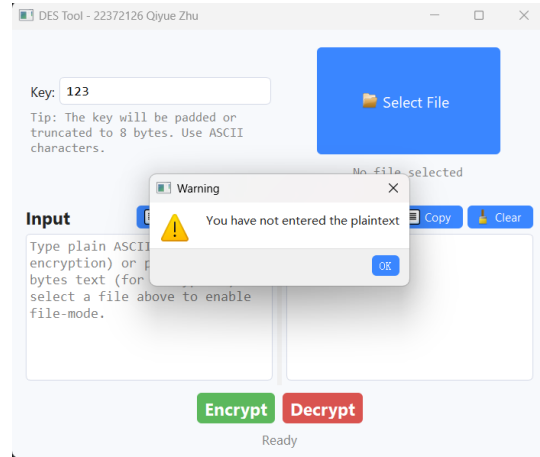 DES Tool - 22372126 Qiyue Zhu
Key: 123
Tip: The key will be padded or
truncated to 8 bytes. Use ASCII
characters.
Select File
No file selected
Warning
You have not entered the plaintext
OK
Input
Copy
Clear
Type plain ASCII
encryption) or
bytes text (for
select a file above to enable
file-mode.
Encrypt
Decrypt
Ready